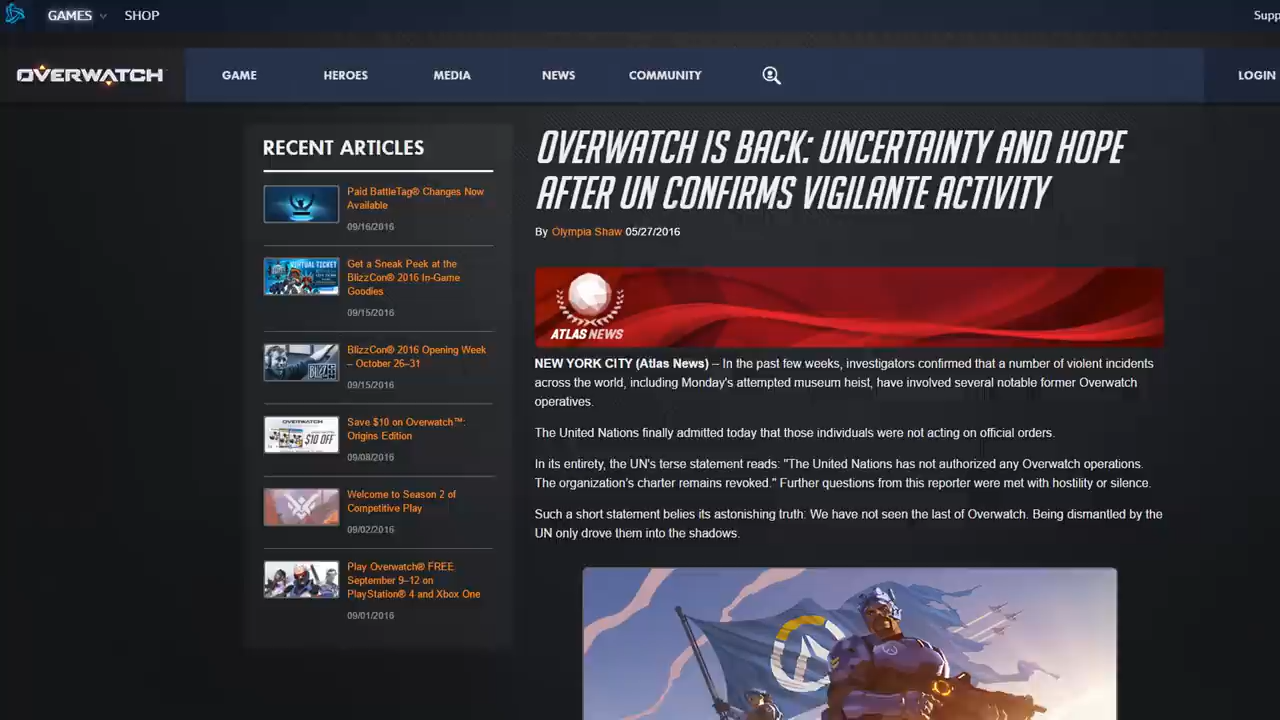 GAMES
SHOP
Supp
OVERWATCH
GAME
HEROES
MEDIA
NEWS
COMMUNITY
LOGIN
RECENT ARTICLES
Paid BattleTag® Changes Now
Available
09/16/2016
VIRTUAL TICKET
Get a Sneak Peek at the
BlizzCon® 2016 In-Game
Goodies
09/15/2016
BlizzCon® 2016 Opening Week
– October 26–31
09/15/2016
OVERWATCH
$10 OFF
Save $10 on Overwatch™:
Origins Edition
09/08/2016
Welcome to Season 2 of
Competitive Play
09/02/2016
Play Overwatch® FREE
September 9–12 on
PlayStation® 4 and Xbox One
09/01/2016
OVERWATCH IS BACK: UNCERTAINTY AND HOPE
AFTER UN CONFIRMS VIGILANTE ACTIVITY
By Olympia Shaw 05/27/2016
ATLAS NEWS
NEW YORK CITY (Atlas News) – In the past few weeks, investigators confirmed that a number of violent incidents
across the world, including Monday's attempted museum heist, have involved several notable former Overwatch
operatives.
The United Nations finally admitted today that those individuals were not acting on official orders.
In its entirety, the UN's terse statement reads: "The United Nations has not authorized any Overwatch operations.
The organization's charter remains revoked." Further questions from this reporter were met with hostility or silence.
Such a short statement belies its astonishing truth: We have not seen the last of Overwatch. Being dismantled by the
UN only drove them into the shadows.